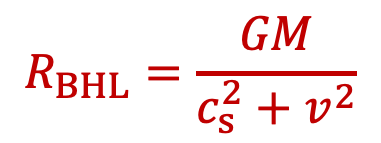 R_BHL = GM / (c_s^2 + v^2)